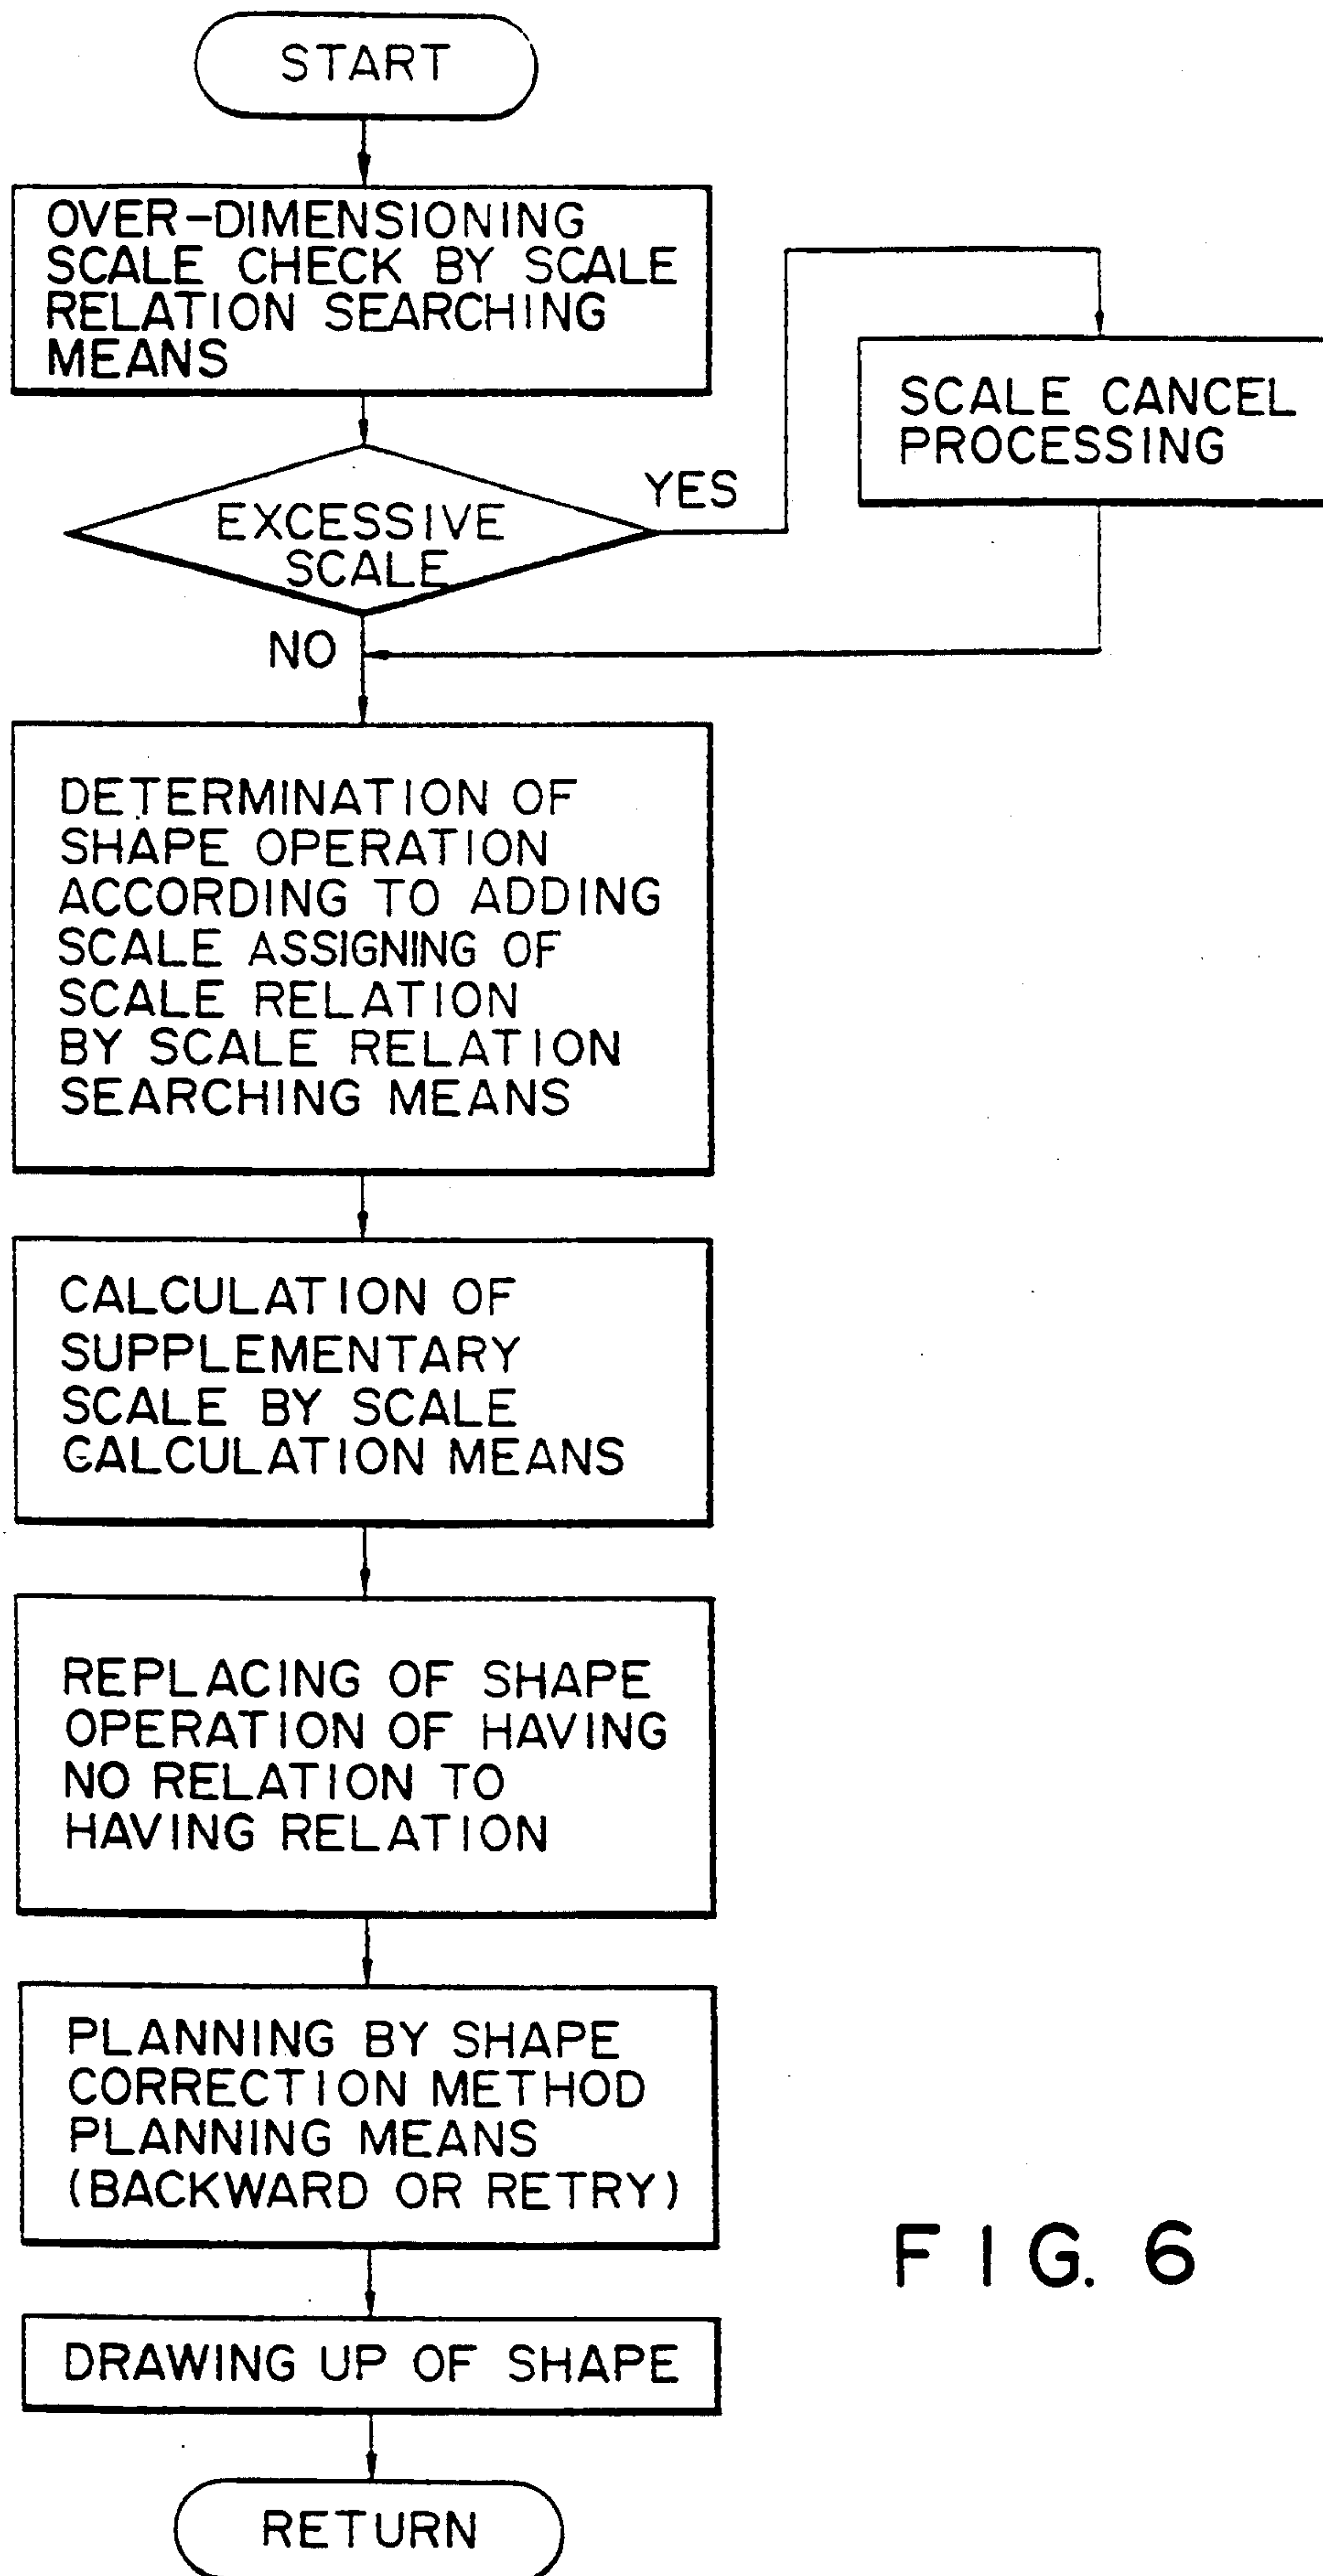 START
OVER-DIMENSIONING
SCALE CHECK BY SCALE
RELATION SEARCHING
MEANS
EXCESSIVE
SCALE
YES
SCALE CANCEL
PROCESSING
NO
DETERMINATION OF
SHAPE OPERATION
ACCORDING TO ADDING
SCALE ASSIGNING OF
SCALE RELATION
BY SCALE RELATION
SEARCHING MEANS
CALCULATION OF
SUPPLEMENTARY
SCALE BY SCALE
CALCULATION MEANS
REPLACING OF SHAPE
OPERATION OF HAVING
NO RELATION TO
HAVING RELATION
PLANNING BY SHAPE
CORRECTION METHOD
PLANNING MEANS
(BACKWARD OR RETRY)
DRAWING UP OF SHAPE
RETURN
FIG. 6